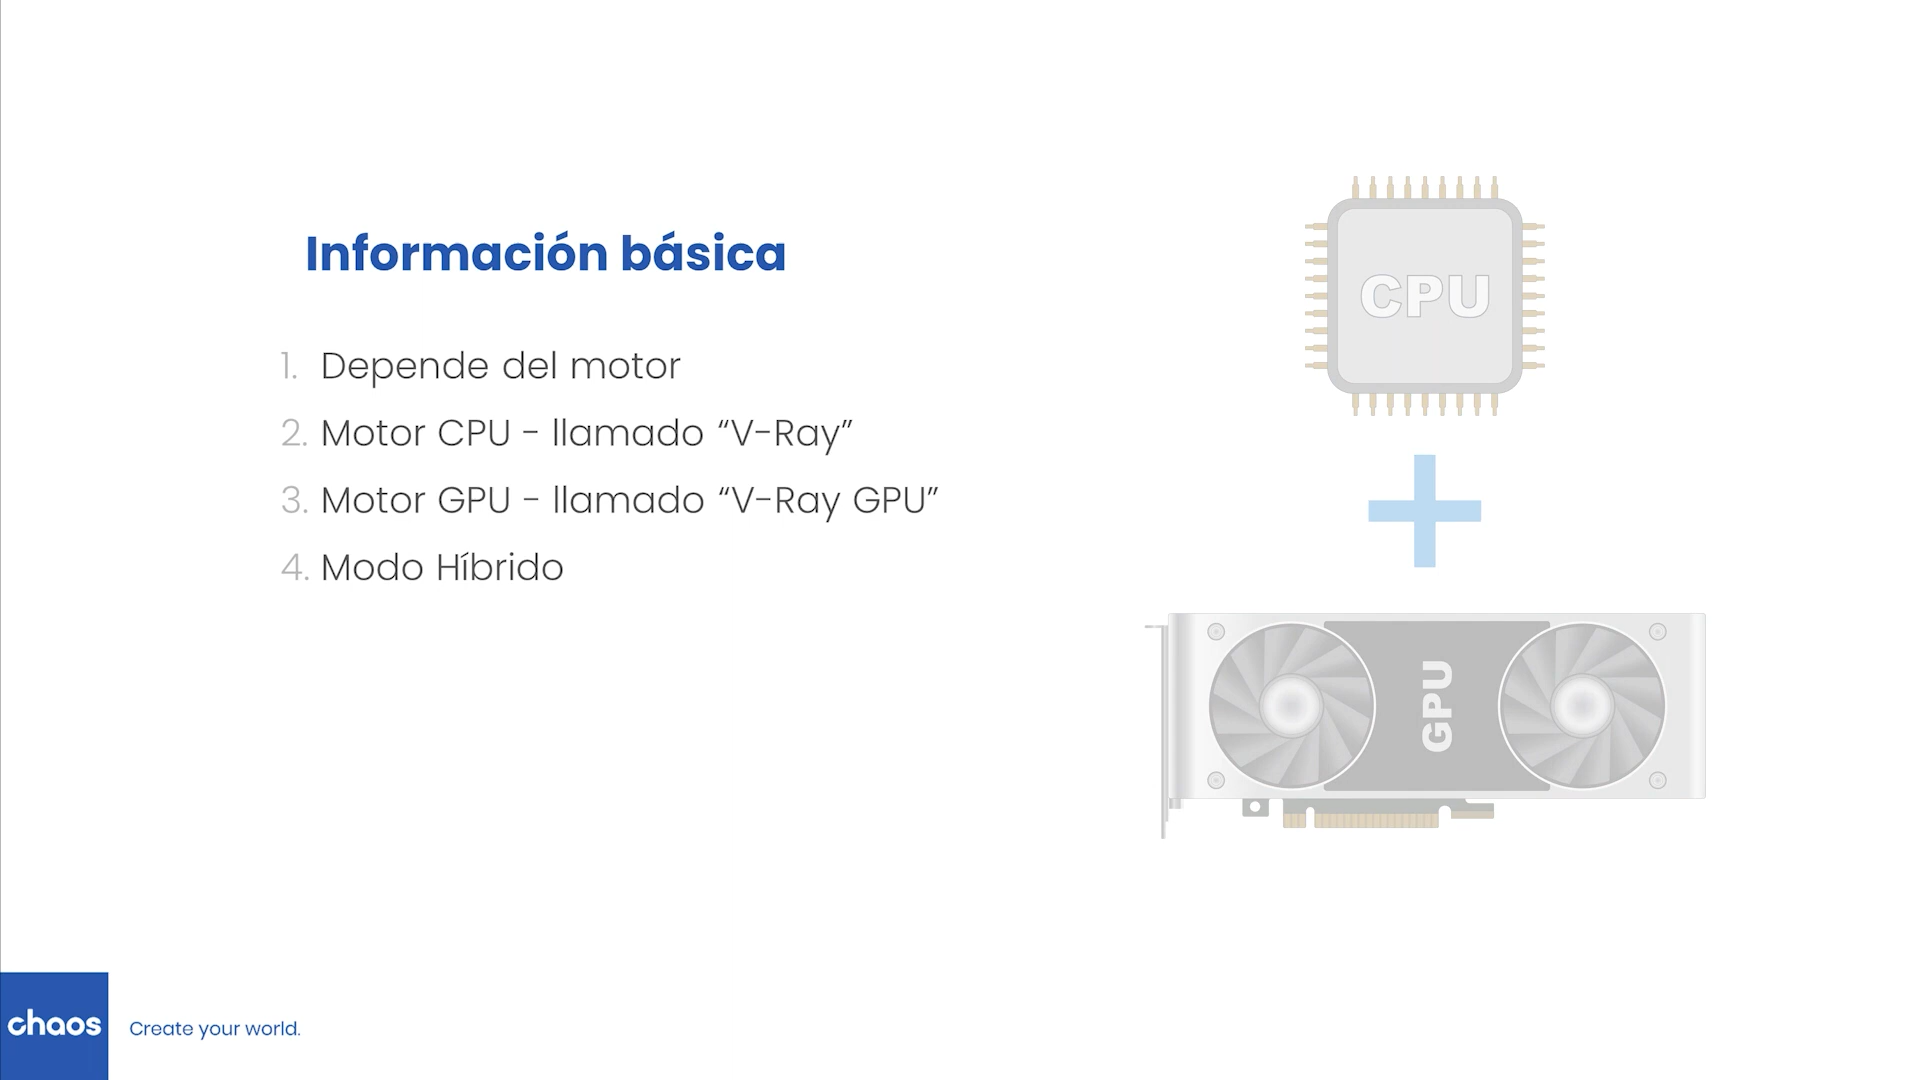 Información básica
1. Depende del motor
2. Motor CPU - llamado “V-Ray”
3. Motor GPU - llamado “V-Ray GPU”
4. Modo Híbrido
CPU
GPU
chaos
Create your world.